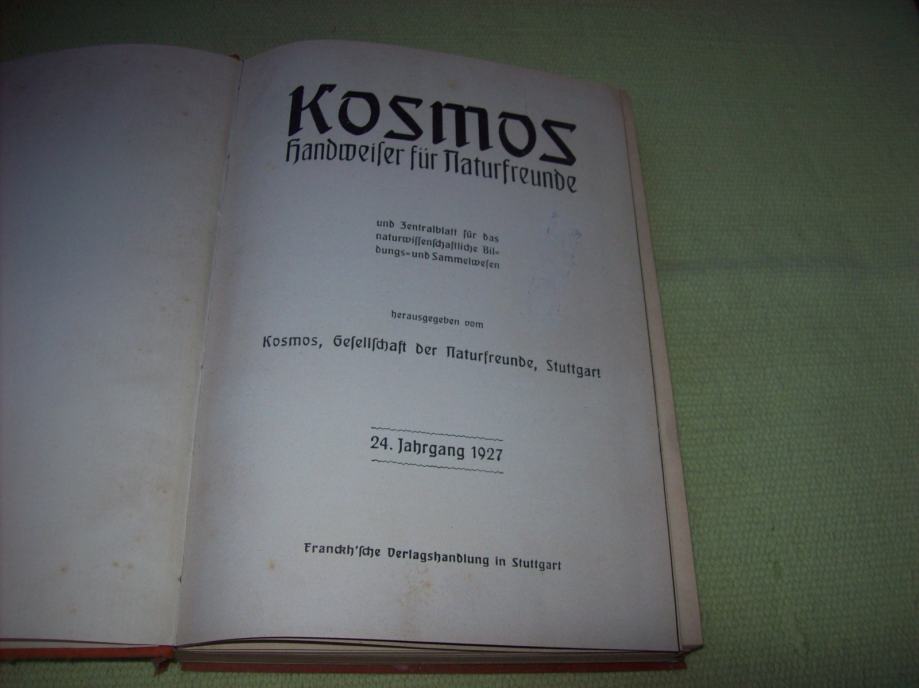 Kosmos
Handweiſer für Naturfreunde
und Zentralblatt für das
naturwiſſenſchaftliche Bil=
dungs= und Sammelweſen
herausgegeben vom
Kosmos, Geſellſchaft der Naturfreunde, Stuttgart
24. Jahrgang 1927
Franckh'ſche Verlagshandlung in Stuttgart